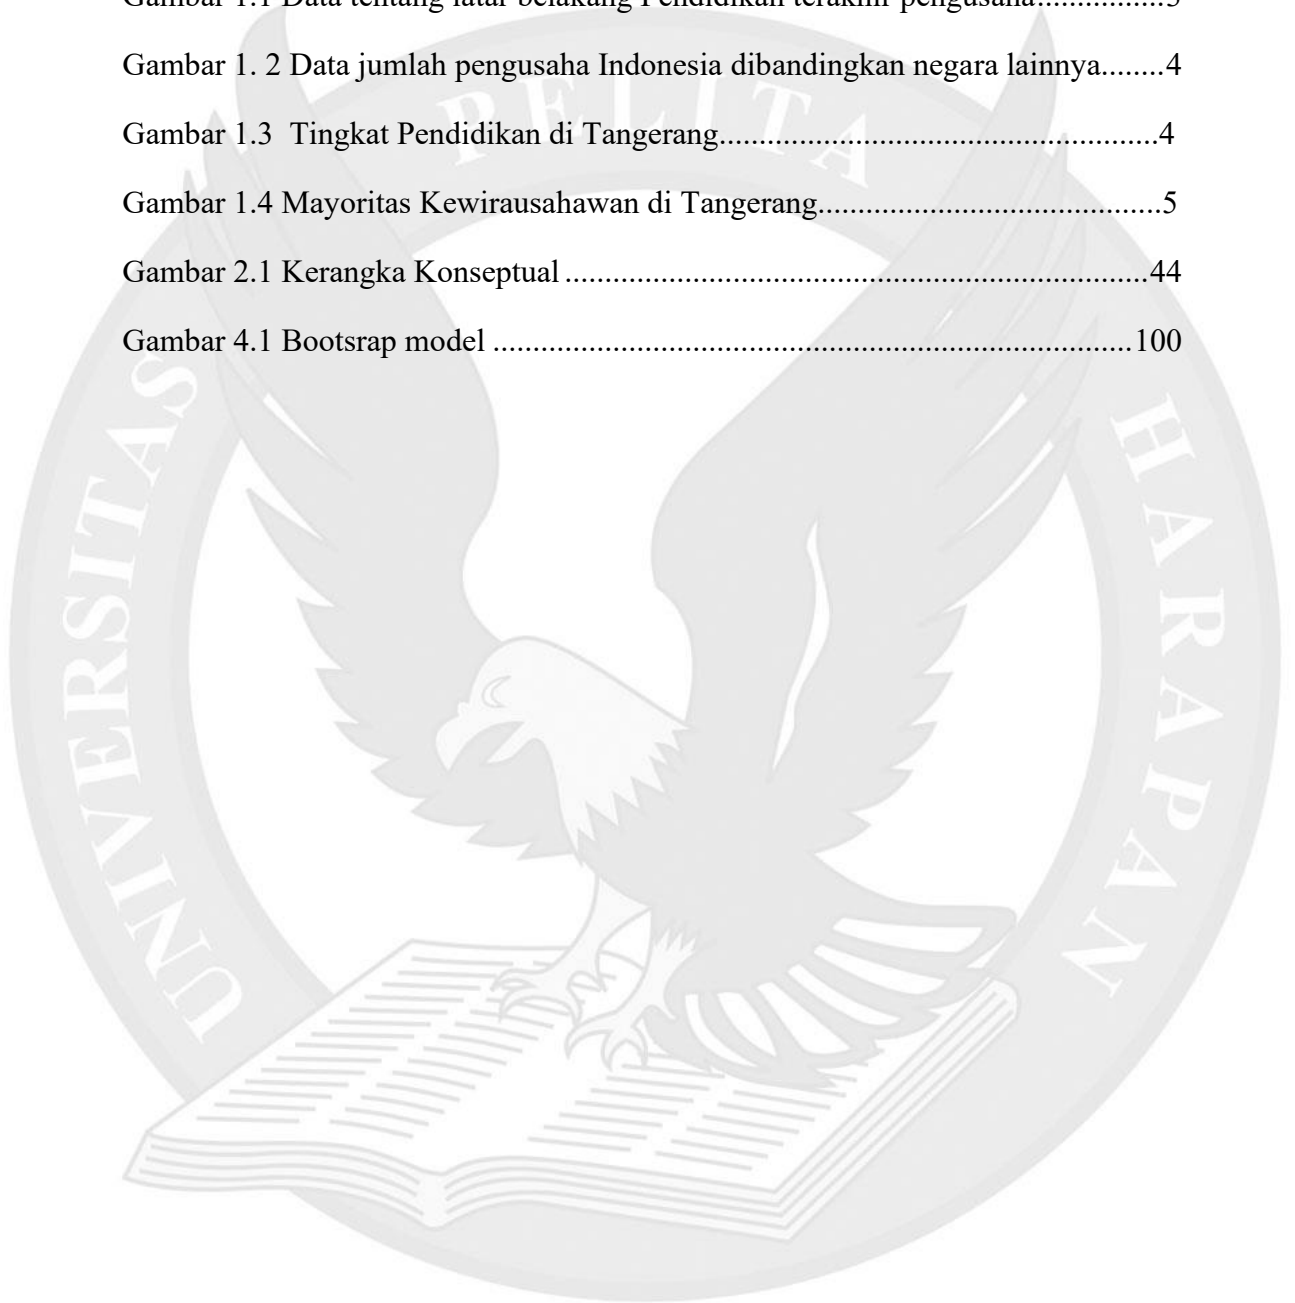 Gambar 1.1 Data tentang latar belakang Pendidikan terakhir pengusaha................3
Gambar 1. 2 Data jumlah pengusaha Indonesia dibandingkan negara lainnya........4
Gambar 1.3  Tingkat Pendidikan di Tangerang.......................................................4
Gambar 1.4 Mayoritas Kewirausahawan di Tangerang...........................................5
Gambar 2.1 Kerangka Konseptual .........................................................................44
Gambar 4.1 Bootsrap model ................................................................................100
UNIVERSITAS PELITA HARAPAN